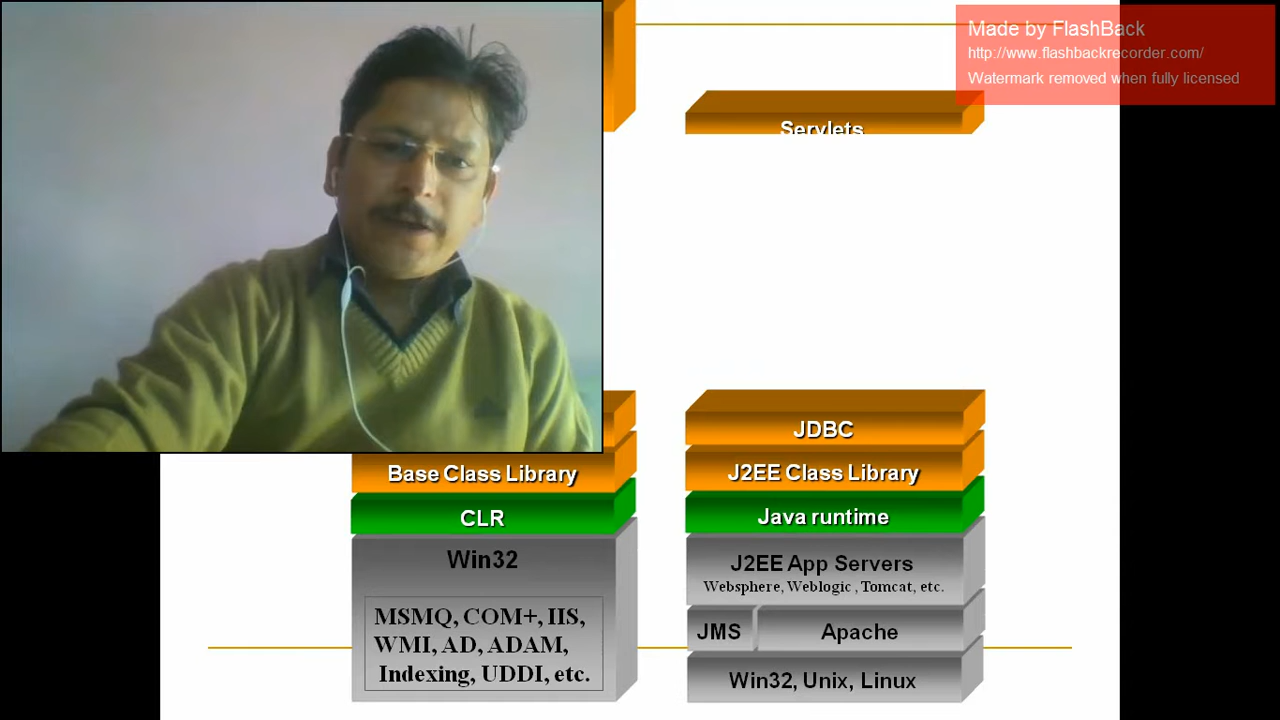 Made by FlashBack
http://www.flashbackrecorder.com/
Watermark removed when fully licensed
Servlets
Base Class Library
CLR
Win32
MSMQ, COM+, IIS,
WMI, AD, ADAM,
Indexing, UDDI, etc.
JDBC
J2EE Class Library
Java runtime
J2EE App Servers
Websphere, Weblogic , Tomcat, etc.
JMS
Apache
Win32, Unix, Linux